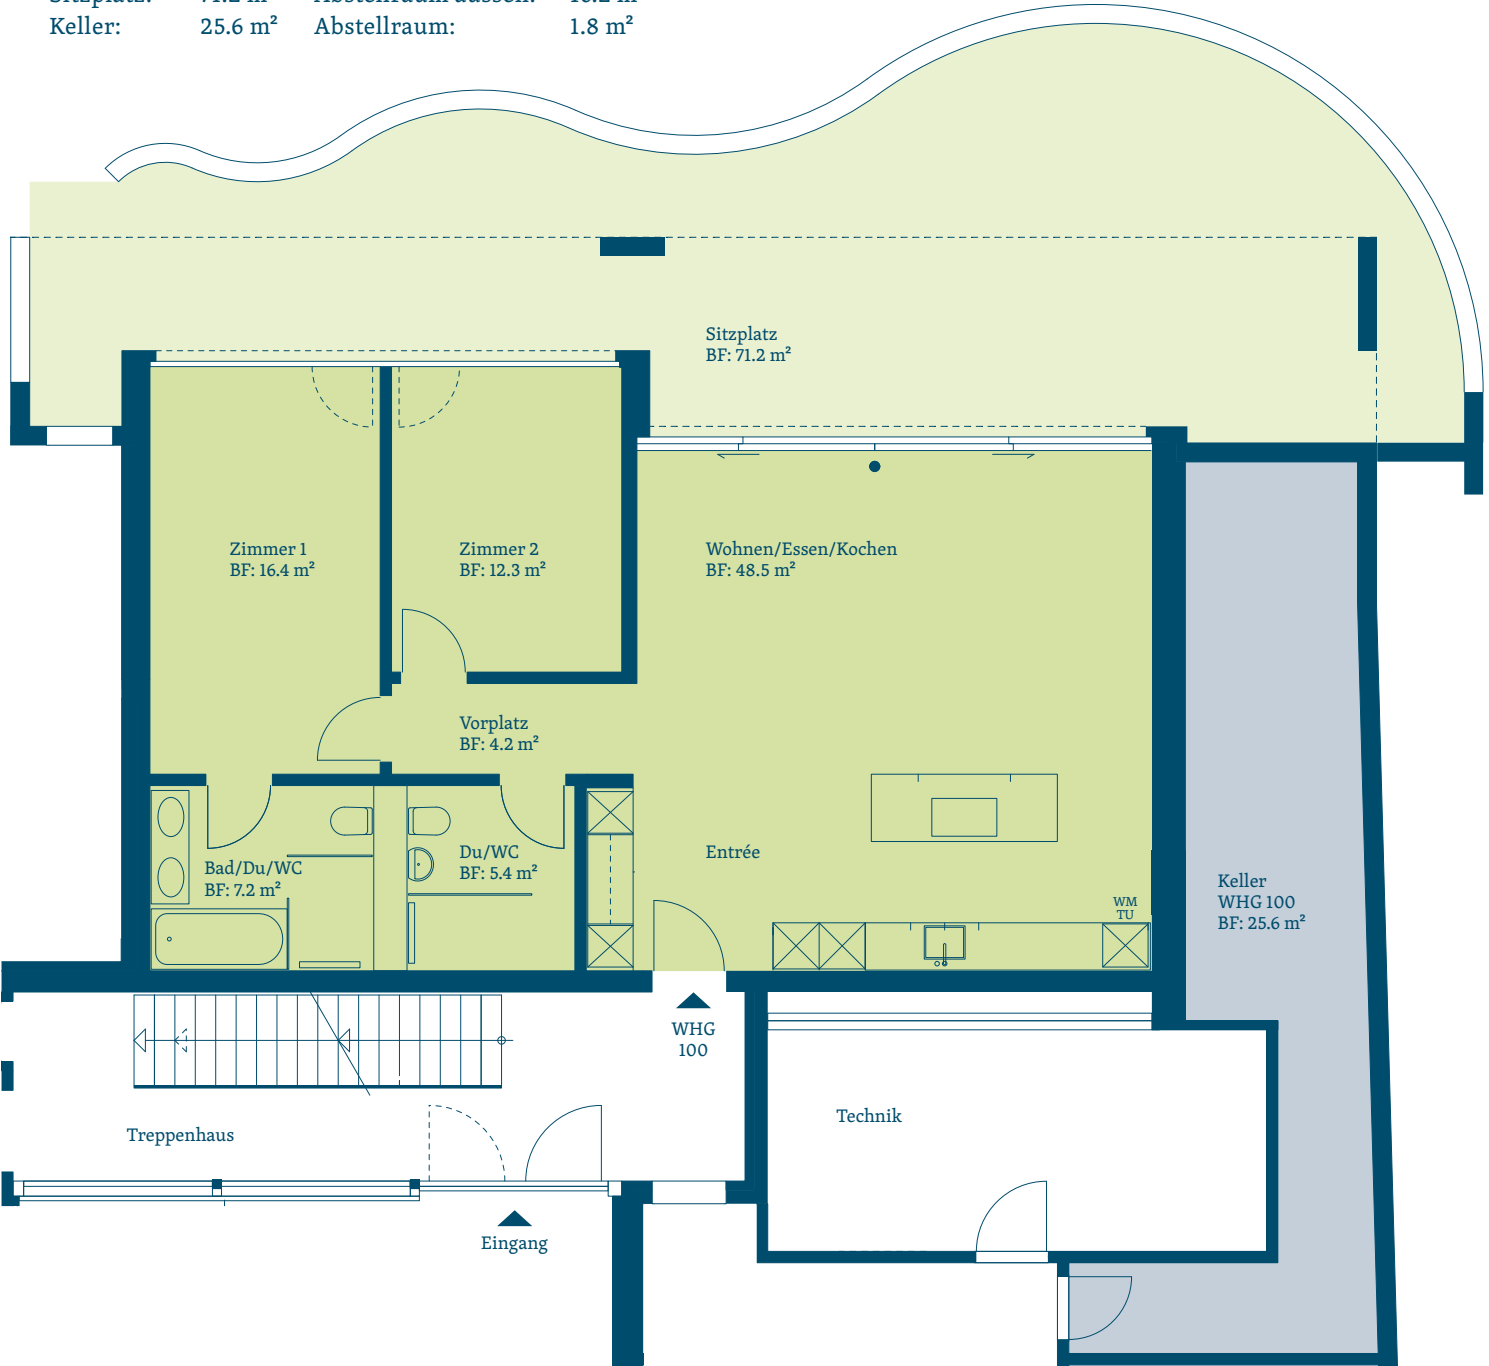 Keller: 25.6 m² Abstellraum: 1.8 m²
Sitzplatz
BF: 71.2 m²
Zimmer 1
BF: 16.4 m²
Zimmer 2
BF: 12.3 m²
Wohnen/Essen/Kochen
BF: 48.5 m²
Vorplatz
BF: 4.2 m²
Bad/Du/WC
BF: 7.2 m²
Du/WC
BF: 5.4 m²
Entrée
WM
TU
Keller
WHG 100
BF: 25.6 m²
WHG
100
Treppenhaus
Technik
Eingang